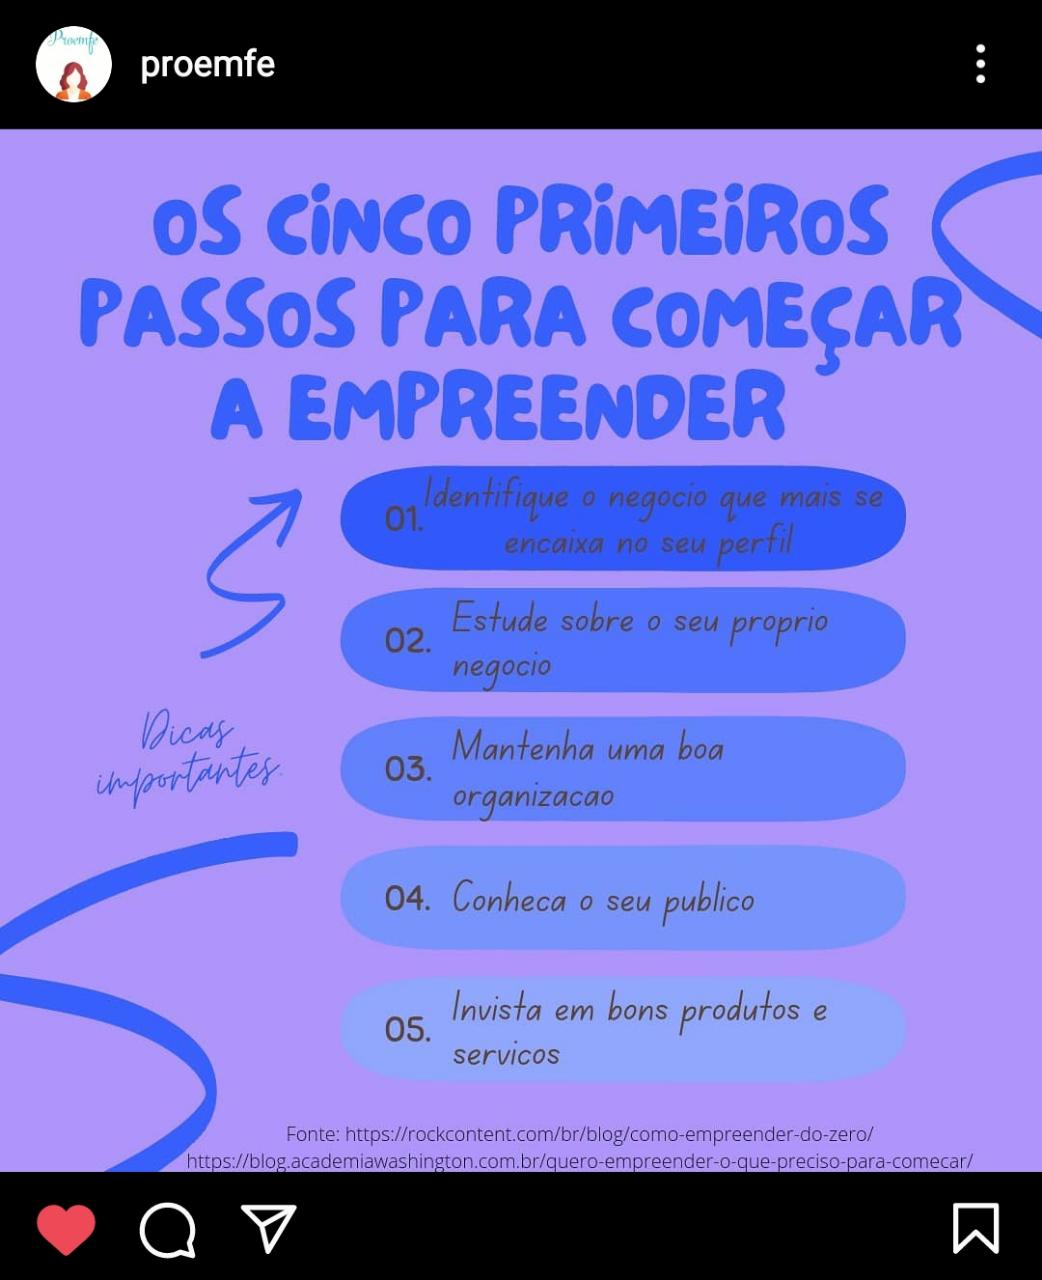 Proemfe
proemfe
OS CINCO PRIMEIROS
PASSOS PARA COMEÇAR
A EMPREENDER
01. Identifique o negocio que mais se
encaixa no seu perfil
02. Estude sobre o seu proprio
negocio
03. Mantenha uma boa
organizacao
Dicas
importantes.
04. Conheca o seu publico
05. Invista em bons produtos e
servicos
Fonte: https://rockcontent.com/br/blog/como-empreender-do-zero/
https://blog.academiawashington.com.br/quero-empreender-o-que-preciso-para-comecar/